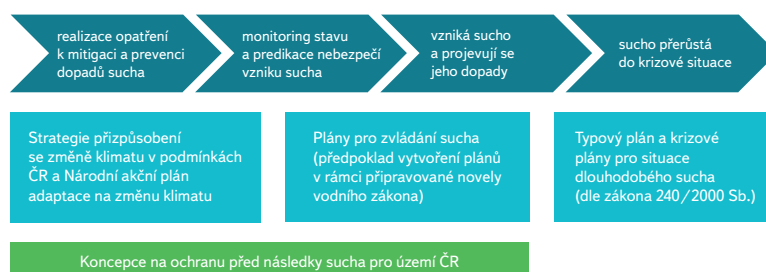 realizace opatření
k mitigaci a prevenci
dopadů sucha
monitoring stavu
a predikace nebezpečí
vzniku sucha
vzniká sucho
a projevují se
jeho dopady
sucho přerůstá
do krizové situace
Strategie přizpůsobení
se změně klimatu v podmínkách
ČR a Národní akční plán
adaptace na změnu klimatu
Plány pro zvládání sucha
(předpoklad vytvoření plánů
v rámci připravované novely
vodního zákona)
Typový plán a krizové
plány pro situace
dlouhodobého sucha
(dle zákona 240/2000 Sb.)
Koncepce na ochranu před následky sucha pro území ČR